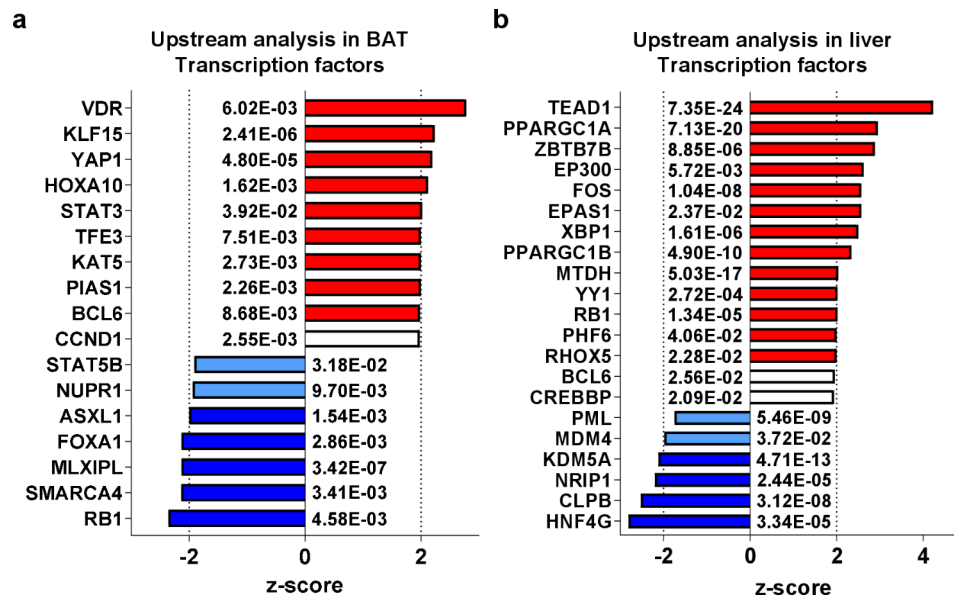 a
Upstream analysis in BAT
Transcription factors
VDR 6.02E-03
KLF15 2.41E-06
YAP1 4.80E-05
HOXA10 1.62E-03
STAT3 3.92E-02
TFE3 7.51E-03
KAT5 2.73E-03
PIAS1 2.26E-03
BCL6 8.68E-03
CCND1 2.55E-03
STAT5B 3.18E-02
NUPR1 9.70E-03
ASXL1 1.54E-03
FOXA1 2.86E-03
MLXIPL 3.42E-07
SMARCA4 3.41E-03
RB1 4.58E-03
-2 0 2
z-score
b
Upstream analysis in liver
Transcription factors
TEAD1 7.35E-24
PPARGC1A 7.13E-20
ZBTB7B 8.85E-06
EP300 5.72E-03
FOS 1.04E-08
EPAS1 2.37E-02
XBP1 1.61E-06
PPARGC1B 4.90E-10
MTDH 5.03E-17
YY1 2.72E-04
RB1 1.34E-05
PHF6 4.06E-02
RHOX5 2.28E-02
BCL6 2.56E-02
CREBBP 2.09E-02
PML 5.46E-09
MDM4 3.72E-02
KDM5A 4.71E-13
NRIP1 2.44E-05
CLPB 3.12E-08
HNF4G 3.34E-05
-2 0 2 4
z-score